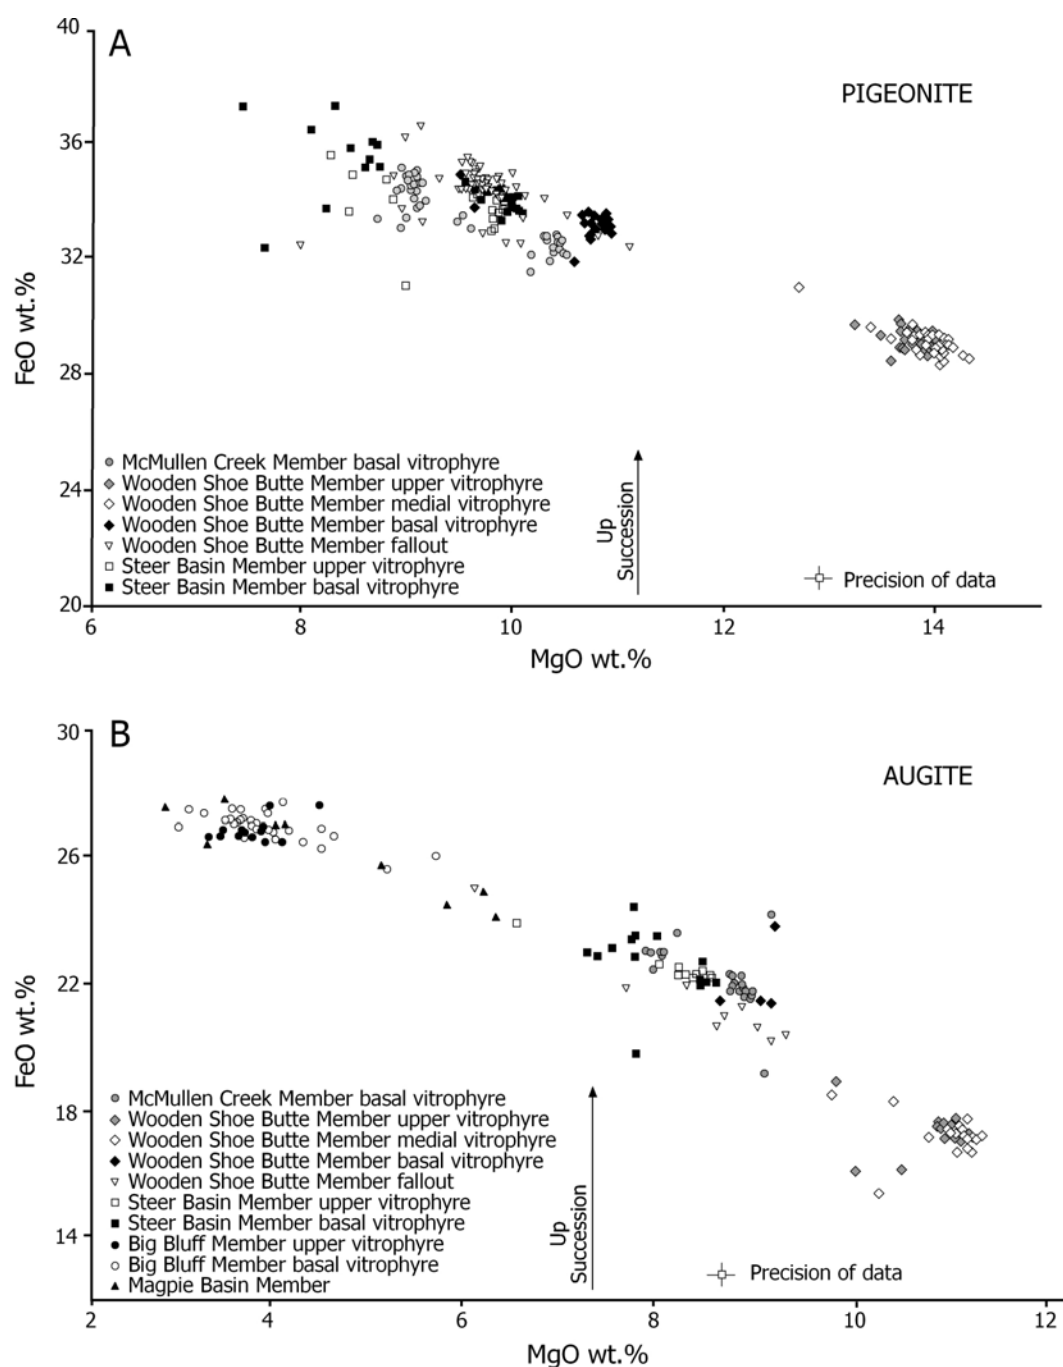 40
A
PIGEONITE
36
32
FeO wt.%
28
24
20
McMullen Creek Member basal vitrophyre
Wooden Shoe Butte Member upper vitrophyre
Wooden Shoe Butte Member medial vitrophyre
Wooden Shoe Butte Member basal vitrophyre
Wooden Shoe Butte Member fallout
Steer Basin Member upper vitrophyre
Steer Basin Member basal vitrophyre
Up
Succession
Precision of data
6 8 10 12 14
MgO wt.%
30
B
AUGITE
26
22
FeO wt.%
18
14
McMullen Creek Member basal vitrophyre
Wooden Shoe Butte Member upper vitrophyre
Wooden Shoe Butte Member medial vitrophyre
Wooden Shoe Butte Member basal vitrophyre
Wooden Shoe Butte Member fallout
Steer Basin Member upper vitrophyre
Steer Basin Member basal vitrophyre
Big Bluff Member upper vitrophyre
Big Bluff Member basal vitrophyre
Magpie Basin Member
Up
Succession
Precision of data
2 4 6 8 10 12
MgO wt.%